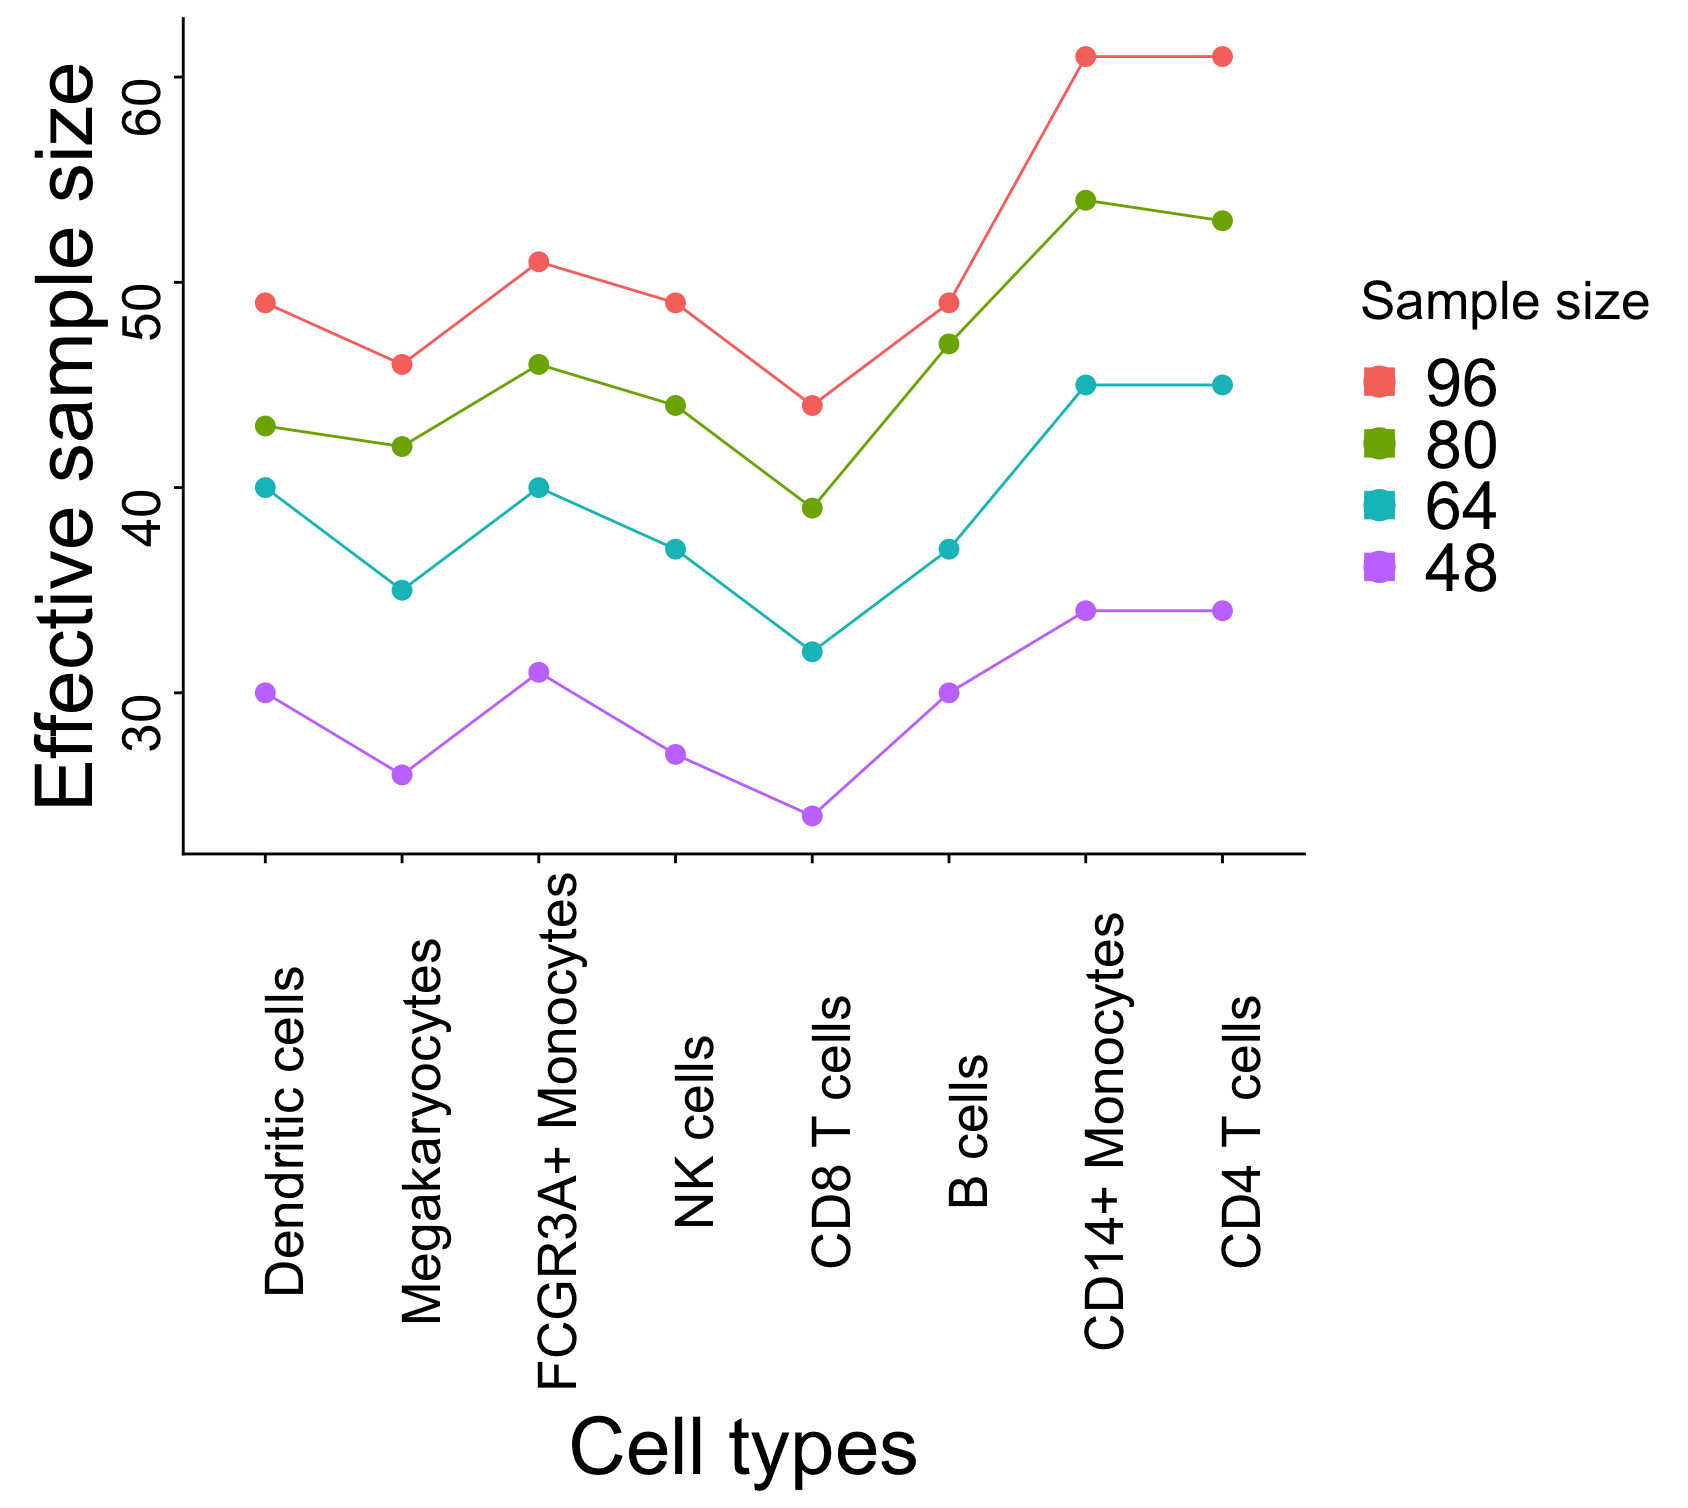 Effective sample size
60
50
40
30
Dendritic cells
Megakaryocytes
FCGR3A+ Monocytes
NK cells
CD8 T cells
B cells
CD14+ Monocytes
CD4 T cells
Cell types
Sample size
96
80
64
48